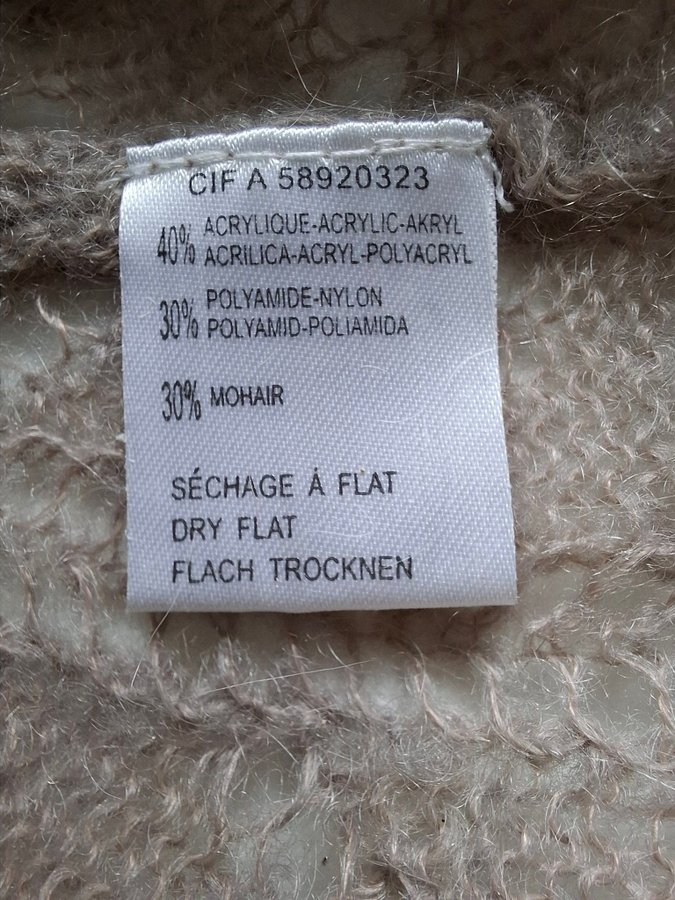 CIF A 58920323
40% ACRYLIQUE-ACRYLIC-AKRYL
ACRILICA-ACRYL-POLYACRYL
30% POLYAMIDE-NYLON
POLYAMID-POLIAMIDA
30% MOHAIR
SÉCHAGE Á FLAT
DRY FLAT
FLACH TROCKNEN